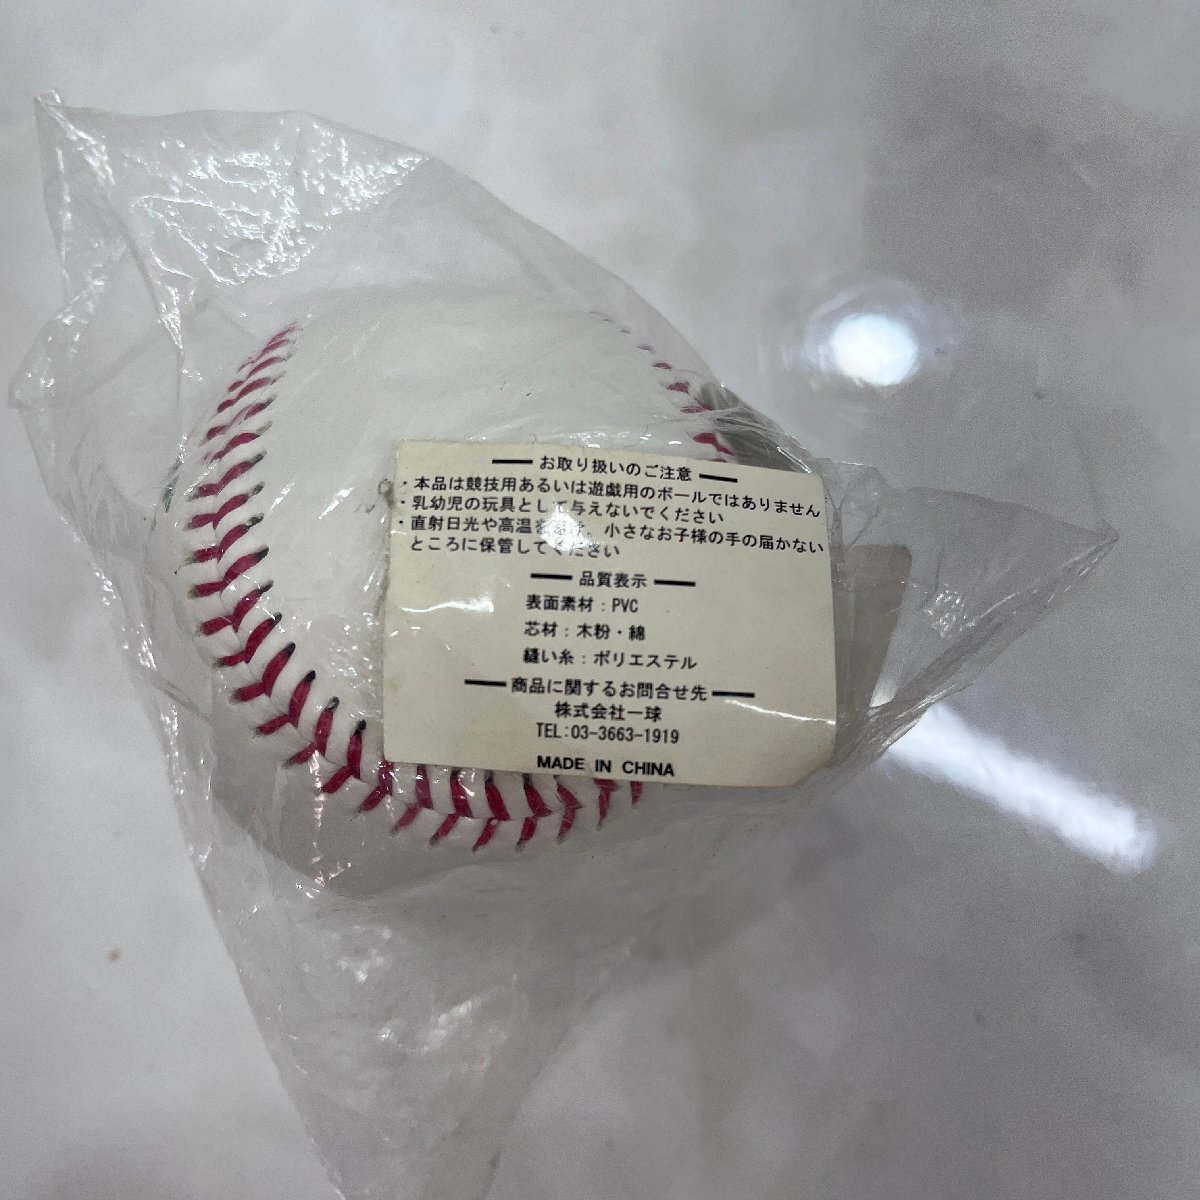 お取り扱いのご注意
・本品は競技用あるいは遊戯用のボールではありません
・乳幼児の玩具として与えないでください
・直射日光や高温を避け、小さなお子様の手の届かない
ところに保管してください
品質表示
表面素材：PVC
芯材：木粉・綿
縫い糸：ポリエステル
商品に関するお問合せ先
株式会社一球
TEL:03-3663-1919
MADE IN CHINA